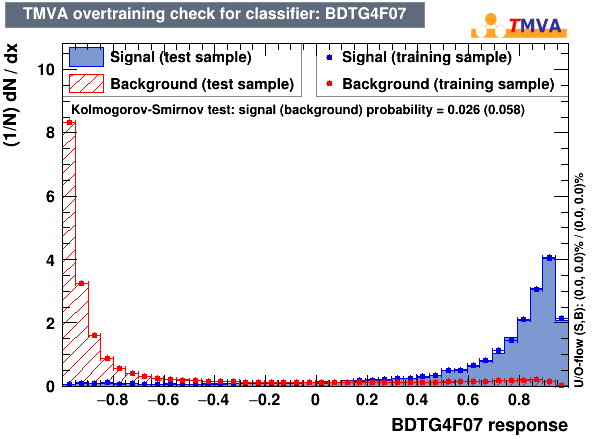 TMVA overtraining check for classifier: BDTG4F07
TMVA
Signal (test sample)
Background (test sample)
Signal (training sample)
Background (training sample)
Kolmogorov-Smirnov test: signal (background) probability = 0.026 (0.058)
(1/N) dN / dx
10
8
6
4
2
0
−0.8 −0.6 −0.4 −0.2 0 0.2 0.4 0.6 0.8
BDTG4F07 response
U/O-flow (S,B): (0.0, 0.0)% / (0.0, 0.0)%